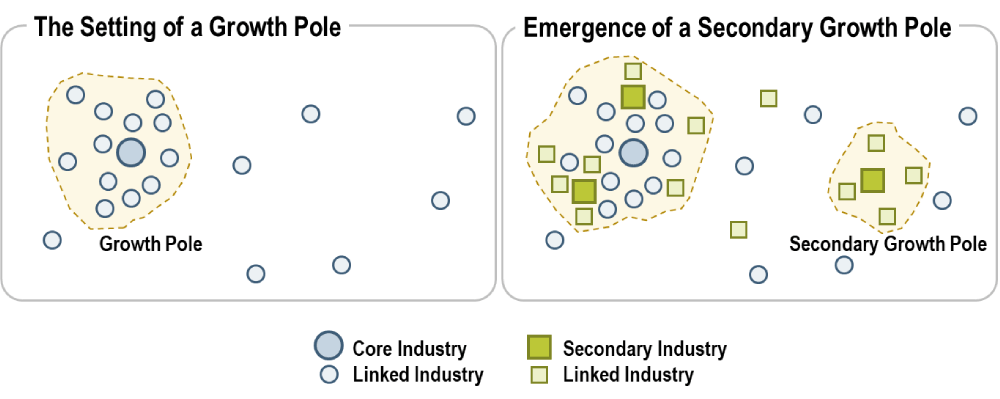 The Setting of a Growth Pole
Emergence of a Secondary Growth Pole
Growth Pole
Secondary Growth Pole
Core Industry
Linked Industry
Secondary Industry
Linked Industry